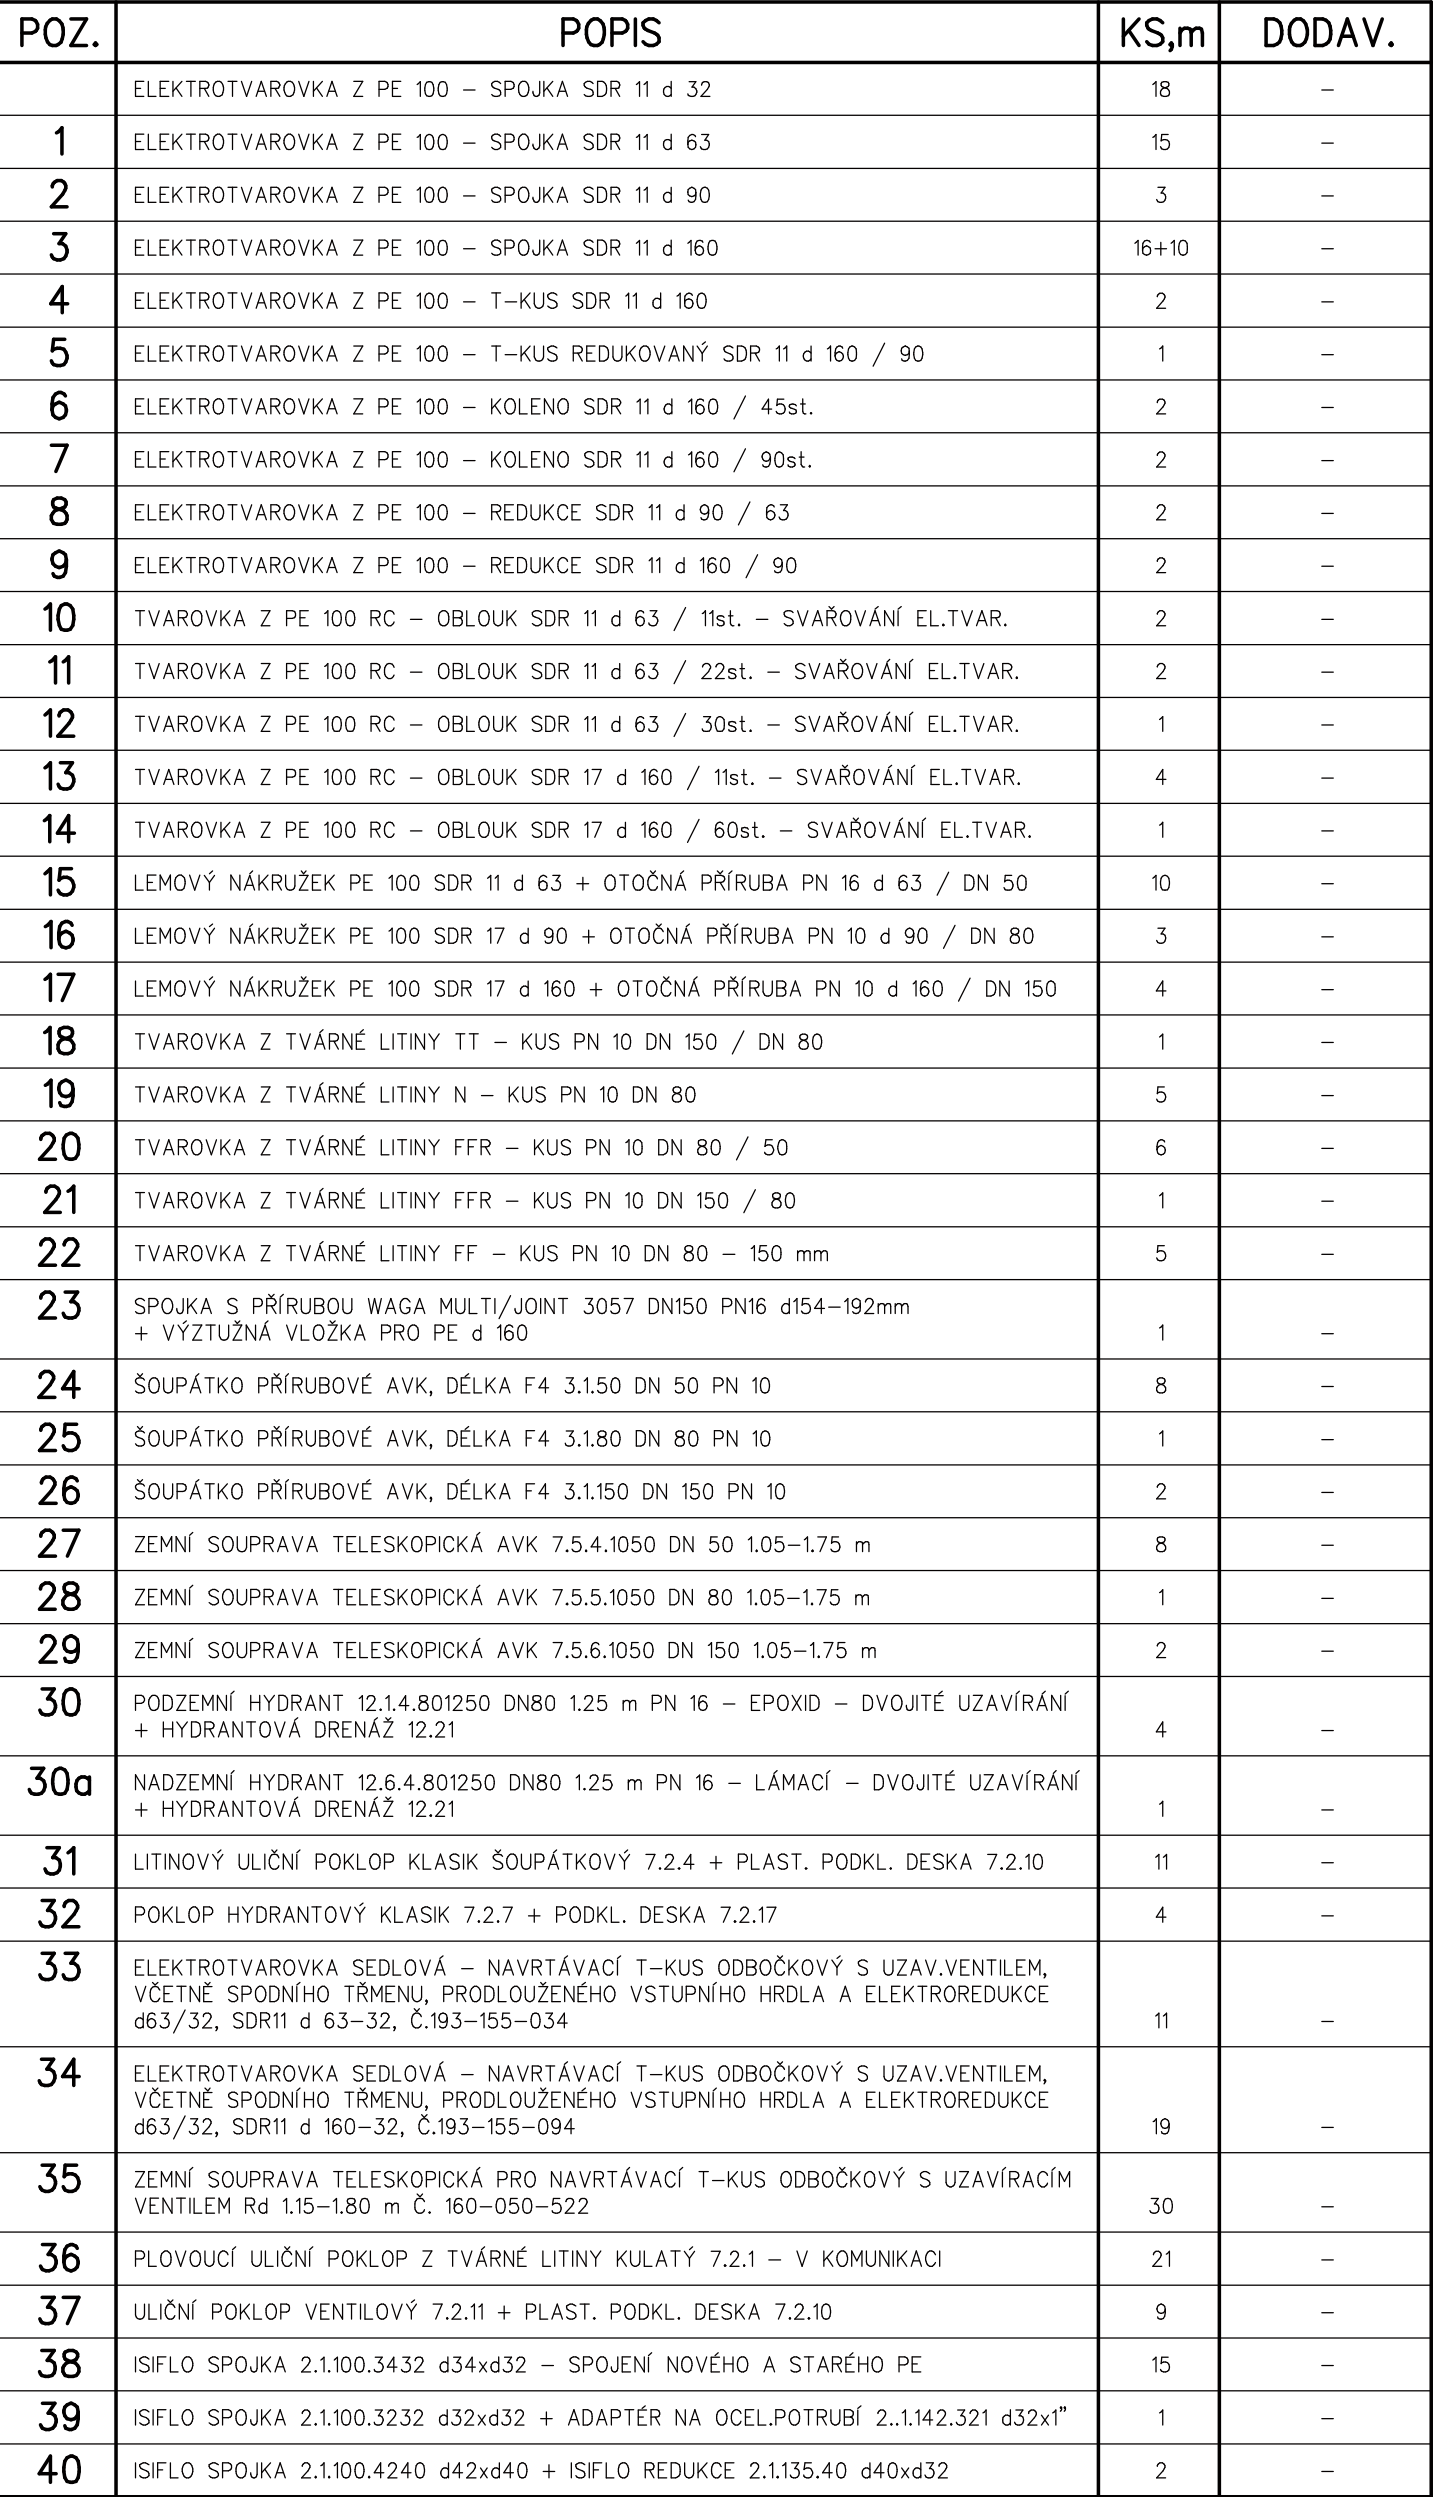 POZ. POPIS KS,m DODAV.
ELEKTROTVAROVKA Z PE 100 – SPOJKA SDR 11 d 32 18 –
1 ELEKTROTVAROVKA Z PE 100 – SPOJKA SDR 11 d 63 15 –
2 ELEKTROTVAROVKA Z PE 100 – SPOJKA SDR 11 d 90 3 –
3 ELEKTROTVAROVKA Z PE 100 – SPOJKA SDR 11 d 160 16+10 –
4 ELEKTROTVAROVKA Z PE 100 – T–KUS SDR 11 d 160 2 –
5 ELEKTROTVAROVKA Z PE 100 – T–KUS REDUKOVANÝ SDR 11 d 160 / 90 1 –
6 ELEKTROTVAROVKA Z PE 100 – KOLENO SDR 11 d 160 / 45st. 2 –
7 ELEKTROTVAROVKA Z PE 100 – KOLENO SDR 11 d 160 / 90st. 2 –
8 ELEKTROTVAROVKA Z PE 100 – REDUKCE SDR 11 d 90 / 63 2 –
9 ELEKTROTVAROVKA Z PE 100 – REDUKCE SDR 11 d 160 / 90 2 –
10 TVAROVKA Z PE 100 RC – OBLOUK SDR 11 d 63 / 11st. – SVAŘOVÁNÍ EL.TVAR. 2 –
11 TVAROVKA Z PE 100 RC – OBLOUK SDR 11 d 63 / 22st. – SVAŘOVÁNÍ EL.TVAR. 2 –
12 TVAROVKA Z PE 100 RC – OBLOUK SDR 11 d 63 / 30st. – SVAŘOVÁNÍ EL.TVAR. 1 –
13 TVAROVKA Z PE 100 RC – OBLOUK SDR 17 d 160 / 11st. – SVAŘOVÁNÍ EL.TVAR. 4 –
14 TVAROVKA Z PE 100 RC – OBLOUK SDR 17 d 160 / 60st. – SVAŘOVÁNÍ EL.TVAR. 1 –
15 LEMOVÝ NÁKRUŽEK PE 100 SDR 11 d 63 + OTOČNÁ PŘÍRUBA PN 16 d 63 / DN 50 10 –
16 LEMOVÝ NÁKRUŽEK PE 100 SDR 17 d 90 + OTOČNÁ PŘÍRUBA PN 10 d 90 / DN 80 3 –
17 LEMOVÝ NÁKRUŽEK PE 100 SDR 17 d 160 + OTOČNÁ PŘÍRUBA PN 10 d 160 / DN 150 4 –
18 TVAROVKA Z TVÁRNÉ LITINY TT – KUS PN 10 DN 150 / DN 80 1 –
19 TVAROVKA Z TVÁRNÉ LITINY N – KUS PN 10 DN 80 5 –
20 TVAROVKA Z TVÁRNÉ LITINY FFR – KUS PN 10 DN 80 / 50 6 –
21 TVAROVKA Z TVÁRNÉ LITINY FFR – KUS PN 10 DN 150 / 80 1 –
22 TVAROVKA Z TVÁRNÉ LITINY FF – KUS PN 10 DN 80 – 150 mm 5 –
23 SPOJKA S PŘÍRUBOU WAGA MULTI/JOINT 3057 DN150 PN16 d154–192mm
+ VÝZTUŽNÁ VLOŽKA PRO PE d 160 1 –
24 ŠOUPÁTKO PŘÍRUBOVÉ AVK, DÉLKA F4 3.1.50 DN 50 PN 10 8 –
25 ŠOUPÁTKO PŘÍRUBOVÉ AVK, DÉLKA F4 3.1.80 DN 80 PN 10 1 –
26 ŠOUPÁTKO PŘÍRUBOVÉ AVK, DÉLKA F4 3.1.150 DN 150 PN 10 2 –
27 ZEMNÍ SOUPRAVA TELESKOPICKÁ AVK 7.5.4.1050 DN 50 1.05–1.75 m 8 –
28 ZEMNÍ SOUPRAVA TELESKOPICKÁ AVK 7.5.5.1050 DN 80 1.05–1.75 m 1 –
29 ZEMNÍ SOUPRAVA TELESKOPICKÁ AVK 7.5.6.1050 DN 150 1.05–1.75 m 2 –
30 PODZEMNÍ HYDRANT 12.1.4.801250 DN80 1.25 m PN 16 – EPOXID – DVOJITÉ UZAVÍRÁNÍ
+ HYDRANTOVÁ DRENÁŽ 12.21 4 –
30a NADZEMNÍ HYDRANT 12.6.4.801250 DN80 1.25 m PN 16 – LÁMACÍ – DVOJITÉ UZAVÍRÁNÍ
+ HYDRANTOVÁ DRENÁŽ 12.21 1 –
31 LITINOVÝ ULIČNÍ POKLOP KLASIK ŠOUPÁTKOVÝ 7.2.4 + PLAST. PODKL. DESKA 7.2.10 11 –
32 POKLOP HYDRANTOVÝ KLASIK 7.2.7 + PODKL. DESKA 7.2.17 4 –
33 ELEKTROTVAROVKA SEDLOVÁ – NAVRTÁVACÍ T–KUS ODBOČKOVÝ S UZAV.VENTILEM,
VČETNĚ SPODNÍHO TŘMENU, PRODLOUŽENÉHO VSTUPNÍHO HRDLA A ELEKTROREDUKCE
d63/32, SDR11 d 63–32, Č.193–155–034 11 –
34 ELEKTROTVAROVKA SEDLOVÁ – NAVRTÁVACÍ T–KUS ODBOČKOVÝ S UZAV.VENTILEM,
VČETNĚ SPODNÍHO TŘMENU, PRODLOUŽENÉHO VSTUPNÍHO HRDLA A ELEKTROREDUKCE
d63/32, SDR11 d 160–32, Č.193–155–094 19 –
35 ZEMNÍ SOUPRAVA TELESKOPICKÁ PRO NAVRTÁVACÍ T–KUS ODBOČKOVÝ S UZAVÍRACÍM
VENTILEM Rd 1.15–1.80 m Č. 160–050–522 30 –
36 PLOVOUCÍ ULIČNÍ POKLOP Z TVÁRNÉ LITINY KULATÝ 7.2.1 – V KOMUNIKACI 21 –
37 ULIČNÍ POKLOP VENTILOVÝ 7.2.11 + PLAST. PODKL. DESKA 7.2.10 9 –
38 ISIFLO SPOJKA 2.1.100.3432 d34xd32 – SPOJENÍ NOVÉHO A STARÉHO PE 15 –
39 ISIFLO SPOJKA 2.1.100.3232 d32xd32 + ADAPTÉR NA OCEL.POTRUBÍ 2..1.142.321 d32x1” 1 –
40 ISIFLO SPOJKA 2.1.100.4240 d42xd40 + ISIFLO REDUKCE 2.1.135.40 d40xd32 2 –